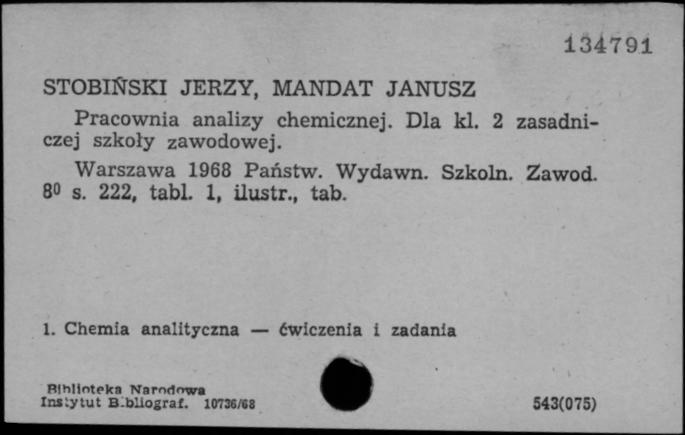 134791
STOBIŃSKI JERZY, MANDAT JANUSZ
Pracownia analizy chemicznej. Dla kl. 2 zasadni-
czej szkoły zawodowej.
Warszawa 1968 Państw. Wydawn. Szkoln. Zawod.
8⁰ s. 222, tabl. 1, ilustr., tab.
1. Chemia analityczna — ćwiczenia i zadania
Biblioteka Narodowa
Instytut Bibliograf. 10736/68
543(075)